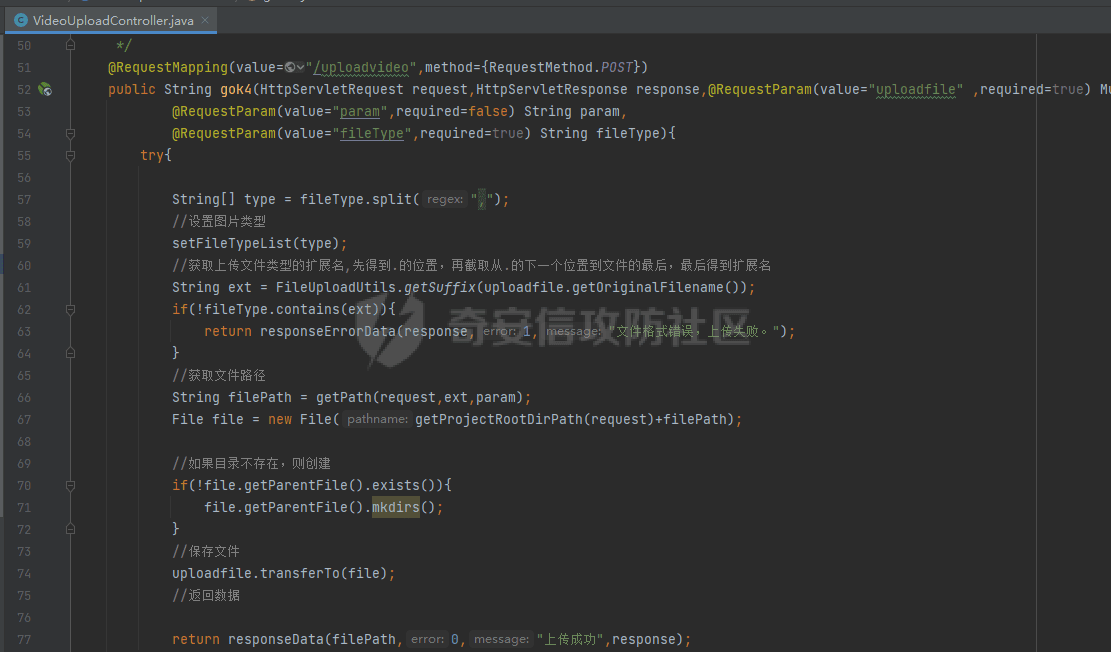 VideoUploadController.java
50 */
51 @RequestMapping(value="/uploadvideo",method={RequestMethod.POST})
52 public String gok4(HttpServletRequest request,HttpServletResponse response,@RequestParam(value="uploadfile" ,required=true) Mu
53 @RequestParam(value="param",required=false) String param,
54 @RequestParam(value="fileType",required=true) String fileType){
55 try{
56
57 String[] type = fileType.split( regex: ",");
58 //设置图片类型
59 setFileTypeList(type);
60 //获取上传文件类型的扩展名,先得到.的位置，再截取从.的下一个位置到文件的最后，最后得到扩展名
61 String ext = FileUploadUtils.getSuffix(uploadfile.getOriginalFilename());
62 if(!fileType.contains(ext)){
63 return responseErrorData(response, error: 1, message: "文件格式错误，上传失败。");
64 }
65 //获取文件路径
66 String filePath = getPath(request,ext,param);
67 File file = new File( pathname: getProjectRootDirPath(request)+filePath);
68
69 //如果目录不存在，则创建
70 if(!file.getParentFile().exists()){
71 file.getParentFile().mkdirs();
72 }
73 //保存文件
74 uploadfile.transferTo(file);
75 //返回数据
76
77 return responseData(filePath, error: 0, message: "上传成功",response);
奇安信攻防社区